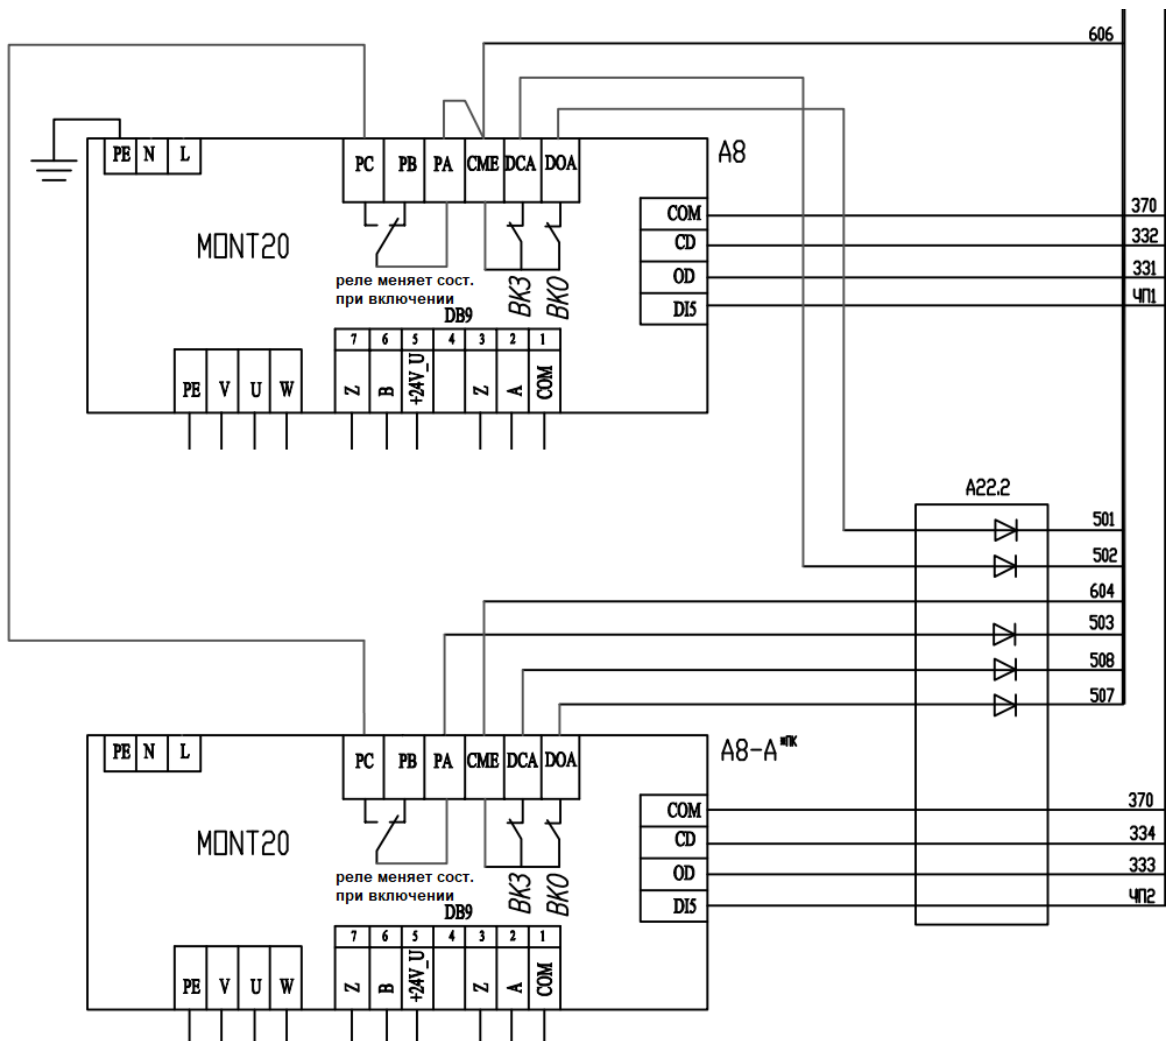 606
PE N L
PC PB PA CME DCA DOA
A8
MONT20
COM 370
CD 332
OD 331
DI5 ЧП1
реле меняет сост.
при включении
ВКЗ
ВКО
DB9
7 6 5 4 3 2 1
Z B +24V_U Z A COM
PE V U W
A22.2
501
502
604
503
508
507
PE N L
PC PB PA CME DCA DOA
A8-A*ПК
MONT20
COM 370
CD 334
OD 333
DI5 ЧП2
реле меняет сост.
при включении
ВКЗ
ВКО
DB9
7 6 5 4 3 2 1
Z B +24V_U Z A COM
PE V U W